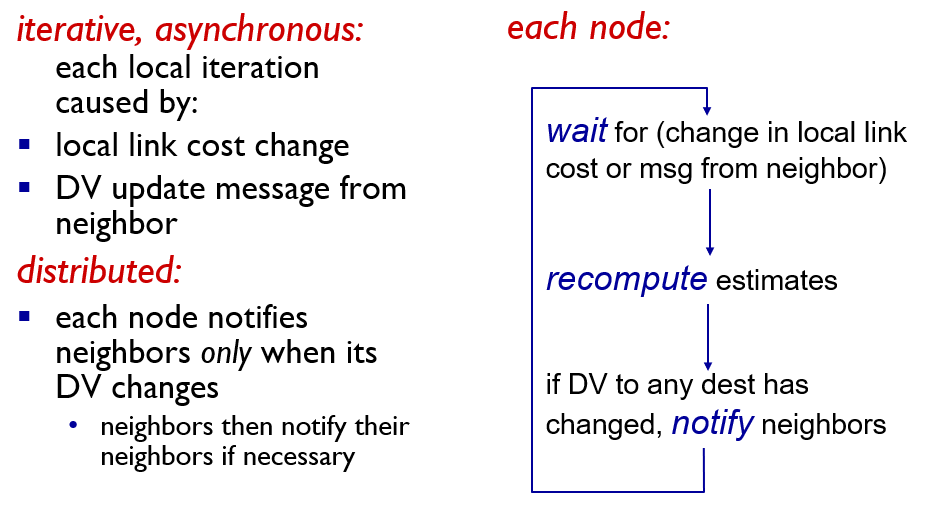 iterative, asynchronous:
each local iteration
caused by:
▪ local link cost change
▪ DV update message from
neighbor
distributed:
▪ each node notifies
neighbors only when its
DV changes
• neighbors then notify their
neighbors if necessary
each node:
wait for (change in local link
cost or msg from neighbor)
recompute estimates
if DV to any dest has
changed, notify neighbors